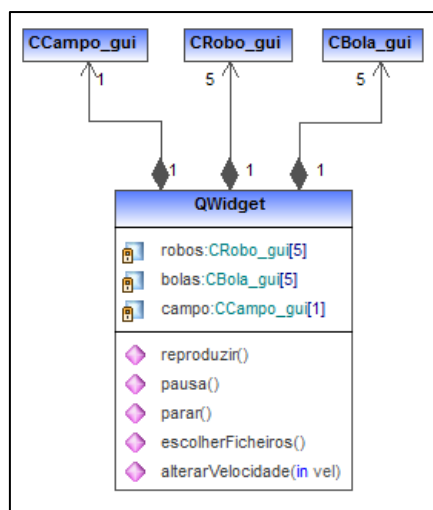 CCampo_gui CRobo_gui CBola_gui
1 5 5
1 1 1
QWidget
robos:CRobo_gui[5]
bolas:CBola_gui[5]
campo:CCampo_gui[1]
reproduzir()
pausa()
parar()
escolherFicheiros()
alterarVelocidade(in vel)